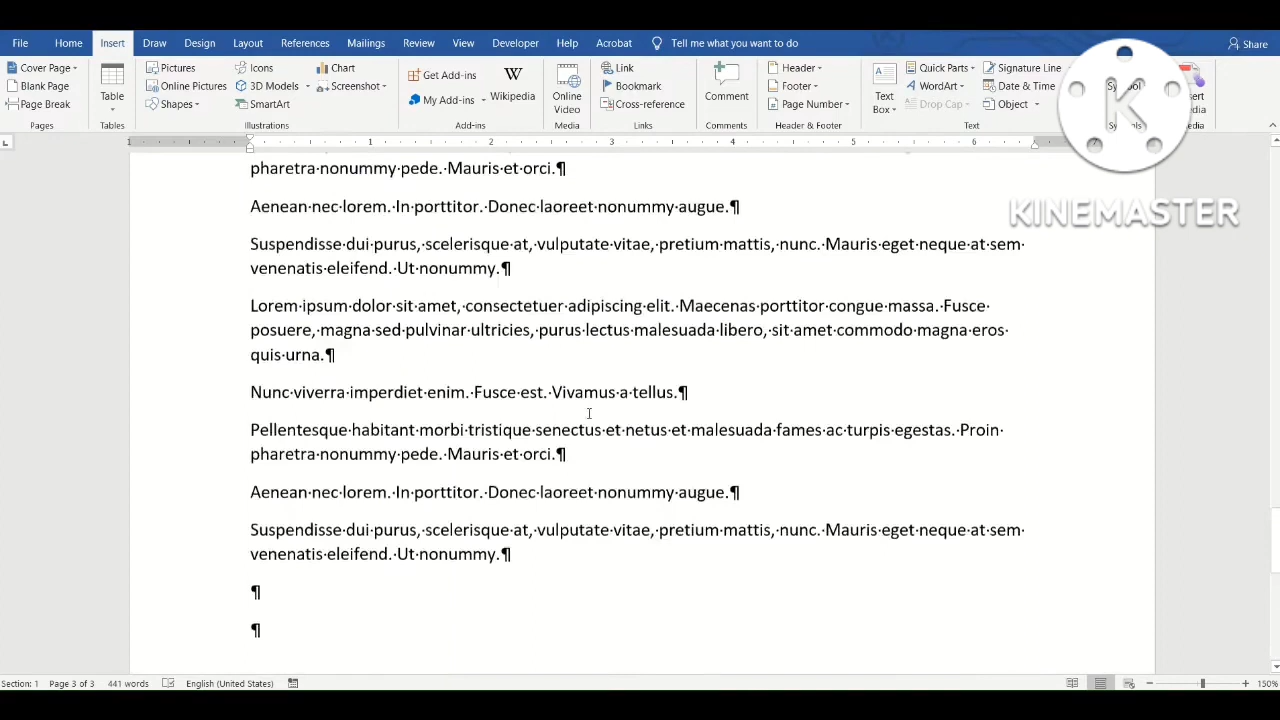 File Home Insert Draw Design Layout References Mailings Review View Developer Help Acrobat Tell me what you want to do Share
Cover Page
Blank Page
Page Break
Pages
Table
Tables
Pictures
Online Pictures
Shapes
Icons
3D Models
SmartArt
Chart
Screenshot
Illustrations
Get Add-ins
My Add-ins
Wikipedia
Add-ins
Online
Video
Media
Link
Bookmark
Cross-reference
Links
Comment
Comments
Header
Footer
Page Number
Header & Footer
Text
Box
Quick Parts
WordArt
Drop Cap
Signature Line
Date & Time
Object
Text
K
KINEMASTER
1 1 2 3 4 5 6
pharetra·nonummy·pede.·Mauris·et·orci.¶
Aenean·nec·lorem.·In·porttitor.·Donec·laoreet·nonummy·augue.¶
Suspendisse·dui·purus,·scelerisque·at,·vulputate·vitae,·pretium·mattis,·nunc.·Mauris·eget·neque·at·sem·
venenatis·eleifend.·Ut·nonummy.¶
Lorem·ipsum·dolor·sit·amet,·consectetuer·adipiscing·elit.·Maecenas·porttitor·congue·massa.·Fusce·
posuere,·magna·sed·pulvinar·ultricies,·purus·lectus·malesuada·libero,·sit·amet·commodo·magna·eros·
quis·urna.¶
Nunc·viverra·imperdiet·enim.·Fusce·est.·Vivamus·a·tellus.¶
Pellentesque·habitant·morbi·tristique·senectus·et·netus·et·malesuada·fames·ac·turpis·egestas.·Proin·
pharetra·nonummy·pede.·Mauris·et·orci.¶
Aenean·nec·lorem.·In·porttitor.·Donec·laoreet·nonummy·augue.¶
Suspendisse·dui·purus,·scelerisque·at,·vulputate·vitae,·pretium·mattis,·nunc.·Mauris·eget·neque·at·sem·
venenatis·eleifend.·Ut·nonummy.¶
¶
¶
Section: 1 Page 3 of 3 441 words English (United States) 150%